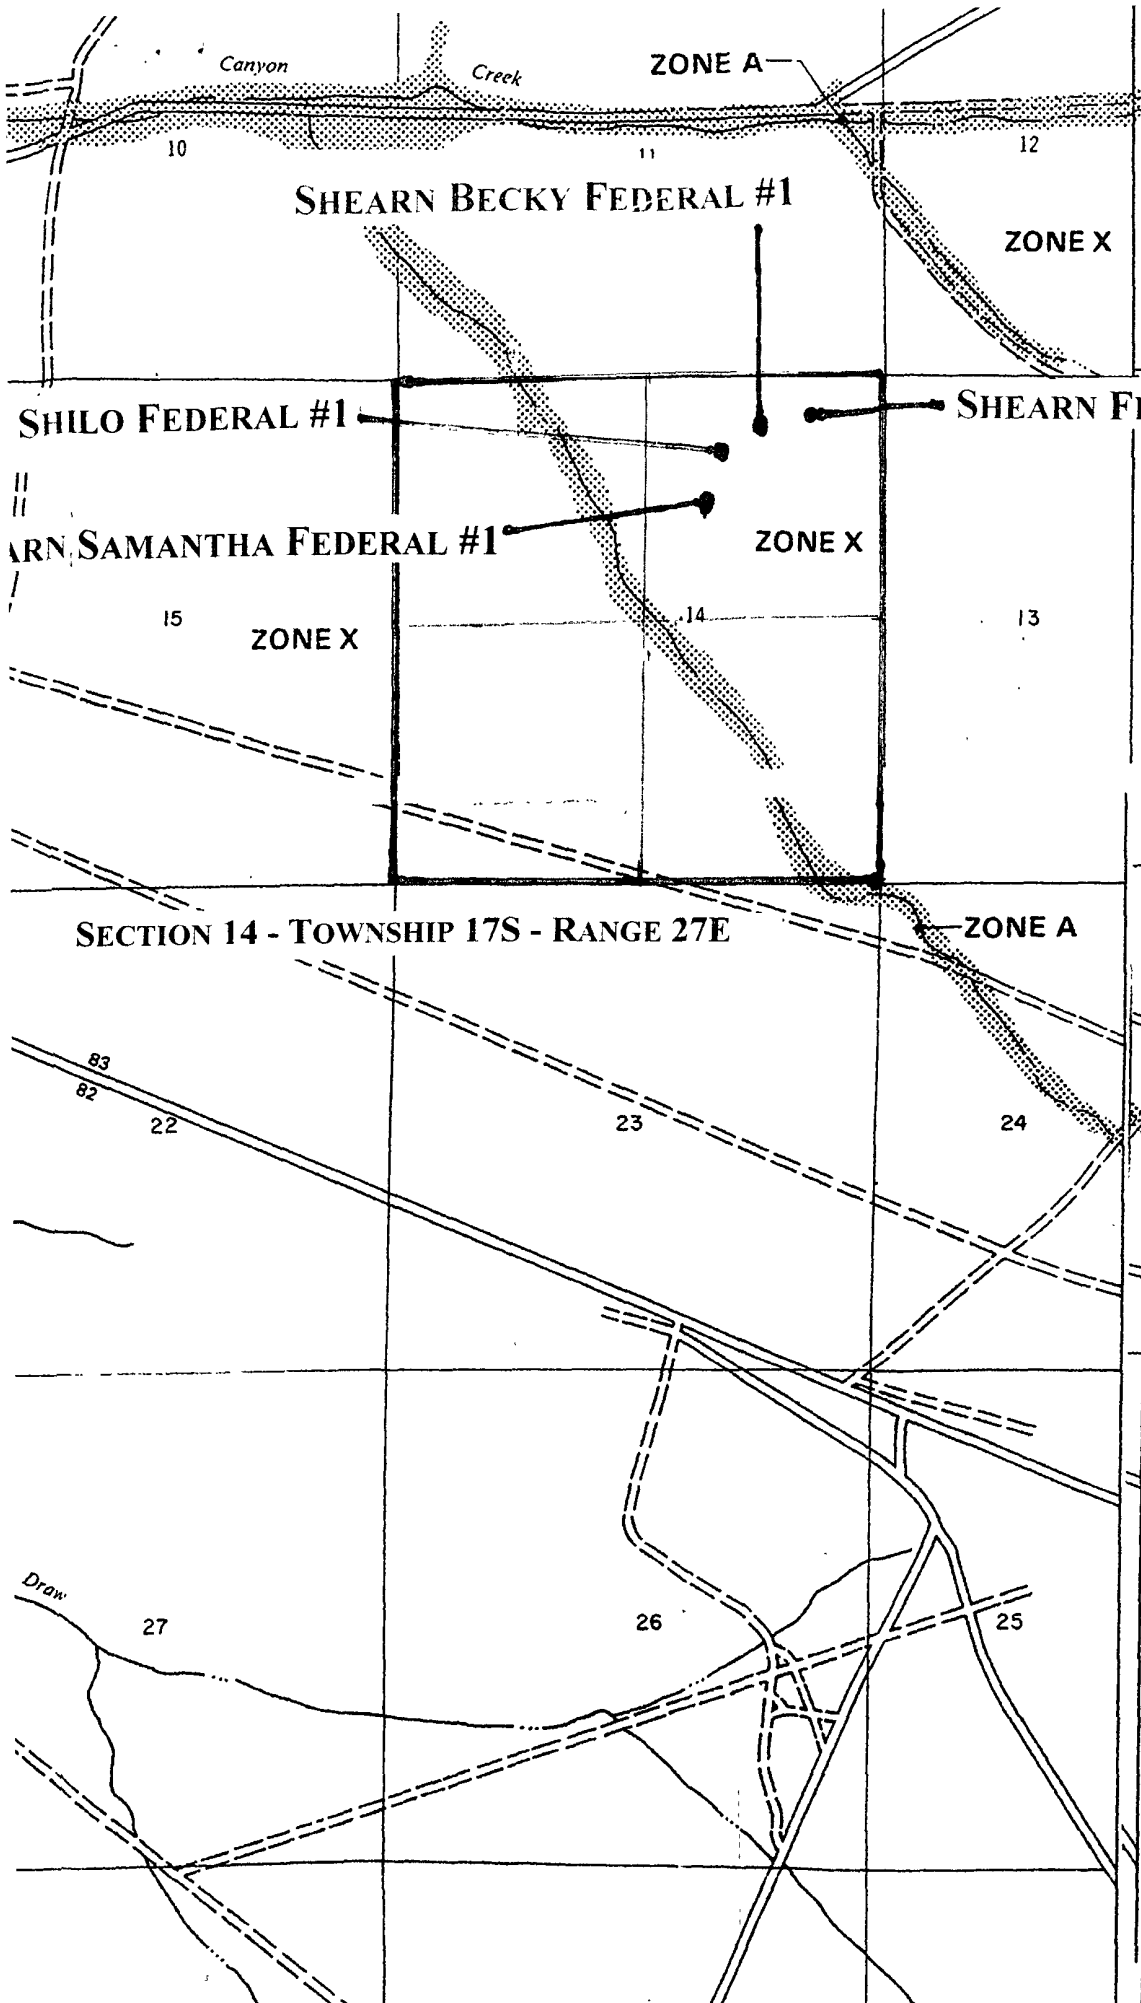 Canyon
Creek
ZONE A
10
11
12
SHEARN BECKY FEDERAL #1
ZONE X
SHILO FEDERAL #1
SHEARN
SAMANTHA FEDERAL #1
ZONE X
15
ZONE X
14
13
SECTION 14 - TOWNSHIP 17S - RANGE 27E
ZONE A
83
82
22
23
24
Draw
27
26
25